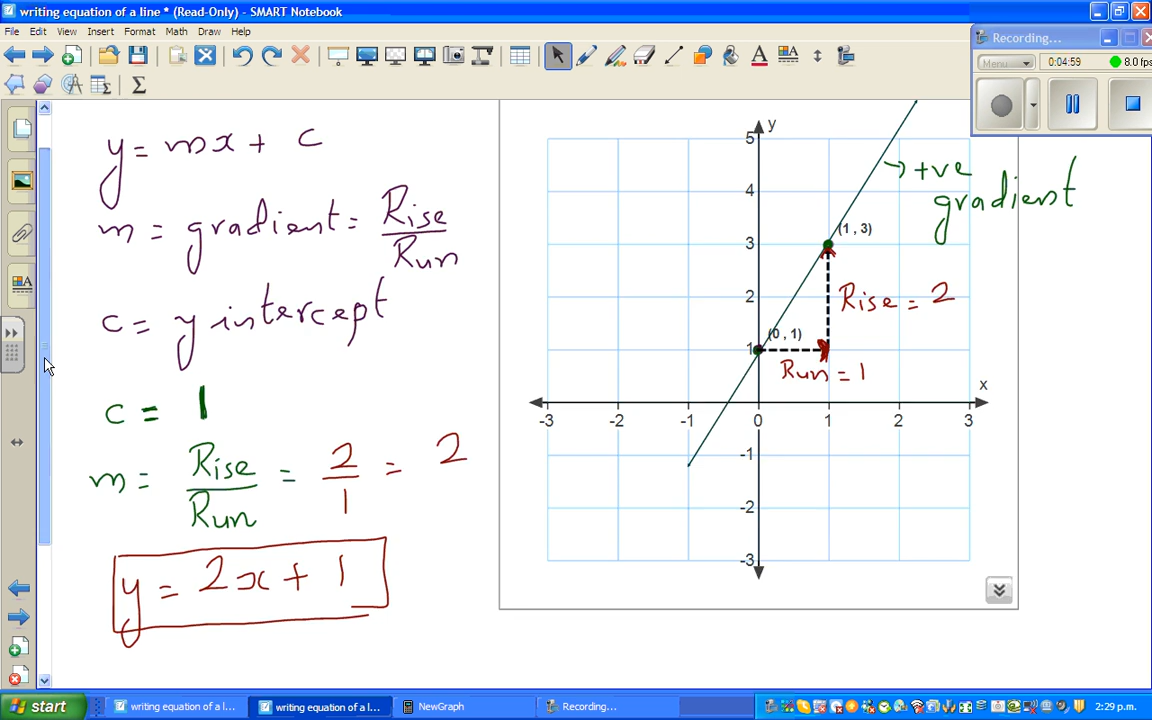 writing equation of a line * (Read-Only) - SMART Notebook
File Edit View Insert Format Math Draw Help
Recording...
Menu 0:04:59 8.0 fps
y = mx + c
m = gradient = Rise
Run
c = y intercept
c = 1
m = Rise = 2 = 2
Run 1
y = 2x + 1
y
5
4
3
2
1
-1
-2
-3
-3 -2 -1 0 1 2 3
x
→ +ve
gradient
(1 , 3)
Rise = 2
(0 , 1)
Run = 1
start writing equation of a l... writing equation of a l... NewGraph Recording... 2:29 p.m.